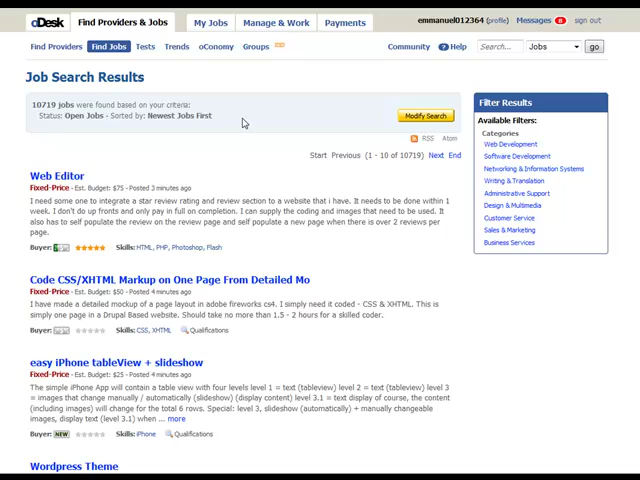 oDesk Find Providers & Jobs My Jobs Manage & Work Payments emmanuel012364 (profile) Messages 8 sign out
Find Providers Find Jobs Tests Trends oConomy Groups Community ? Help Search... Jobs go
Job Search Results
10719 jobs were found based on your criteria:
Status: Open Jobs - Sorted by: Newest Jobs First
Modify Search
RSS Atom
Start Previous (1 - 10 of 10719) Next End
Web Editor
Fixed-Price - Est. Budget: $75 - Posted 3 minutes ago
I need some one to integrate a star review rating and review section to a website that i have. It needs to be done within 1
week. I don't do up fronts and only pay in full on completion. I can supply the coding and images that need to be used. It
also has to self populate the review on the review page and self populate a new page when there is over 2 reviews per
page.
Buyer: Skills: HTML, PHP, Photoshop, Flash
Code CSS/XHTML Markup on One Page From Detailed Mo
Fixed-Price - Est. Budget: $50 - Posted 4 minutes ago
I have made a detailed mockup of a page layout in adobe fireworks cs4. I simply need it coded - CSS & XHTML. This is
simply one page in a Drupal Based website. Should take no more than 1.5 - 2 hours for a skilled coder.
Buyer: Skills: CSS, XHTML Qualifications
easy iPhone tableView + slideshow
Fixed-Price - Est. Budget: $25 - Posted 4 minutes ago
The simple iPhone App will contain a table view with four levels level 1 = text (tableview) level 2 = text (tableview) level 3
= images that change manually / automatically (slideshow) (display content) level 3.1 = text display of course, the content
(including images) will change for the total 6 rows. Special: level 3, slideshow (automatically) + manually changeable
images, display text (level 3.1) when ... more
Buyer: NEW Skills: iPhone Qualifications
Wordpress Theme
Filter Results
Available Filters:
Categories
Web Development
Software Development
Networking & Information Systems
Writing & Translation
Administrative Support
Design & Multimedia
Customer Service
Sales & Marketing
Business Services